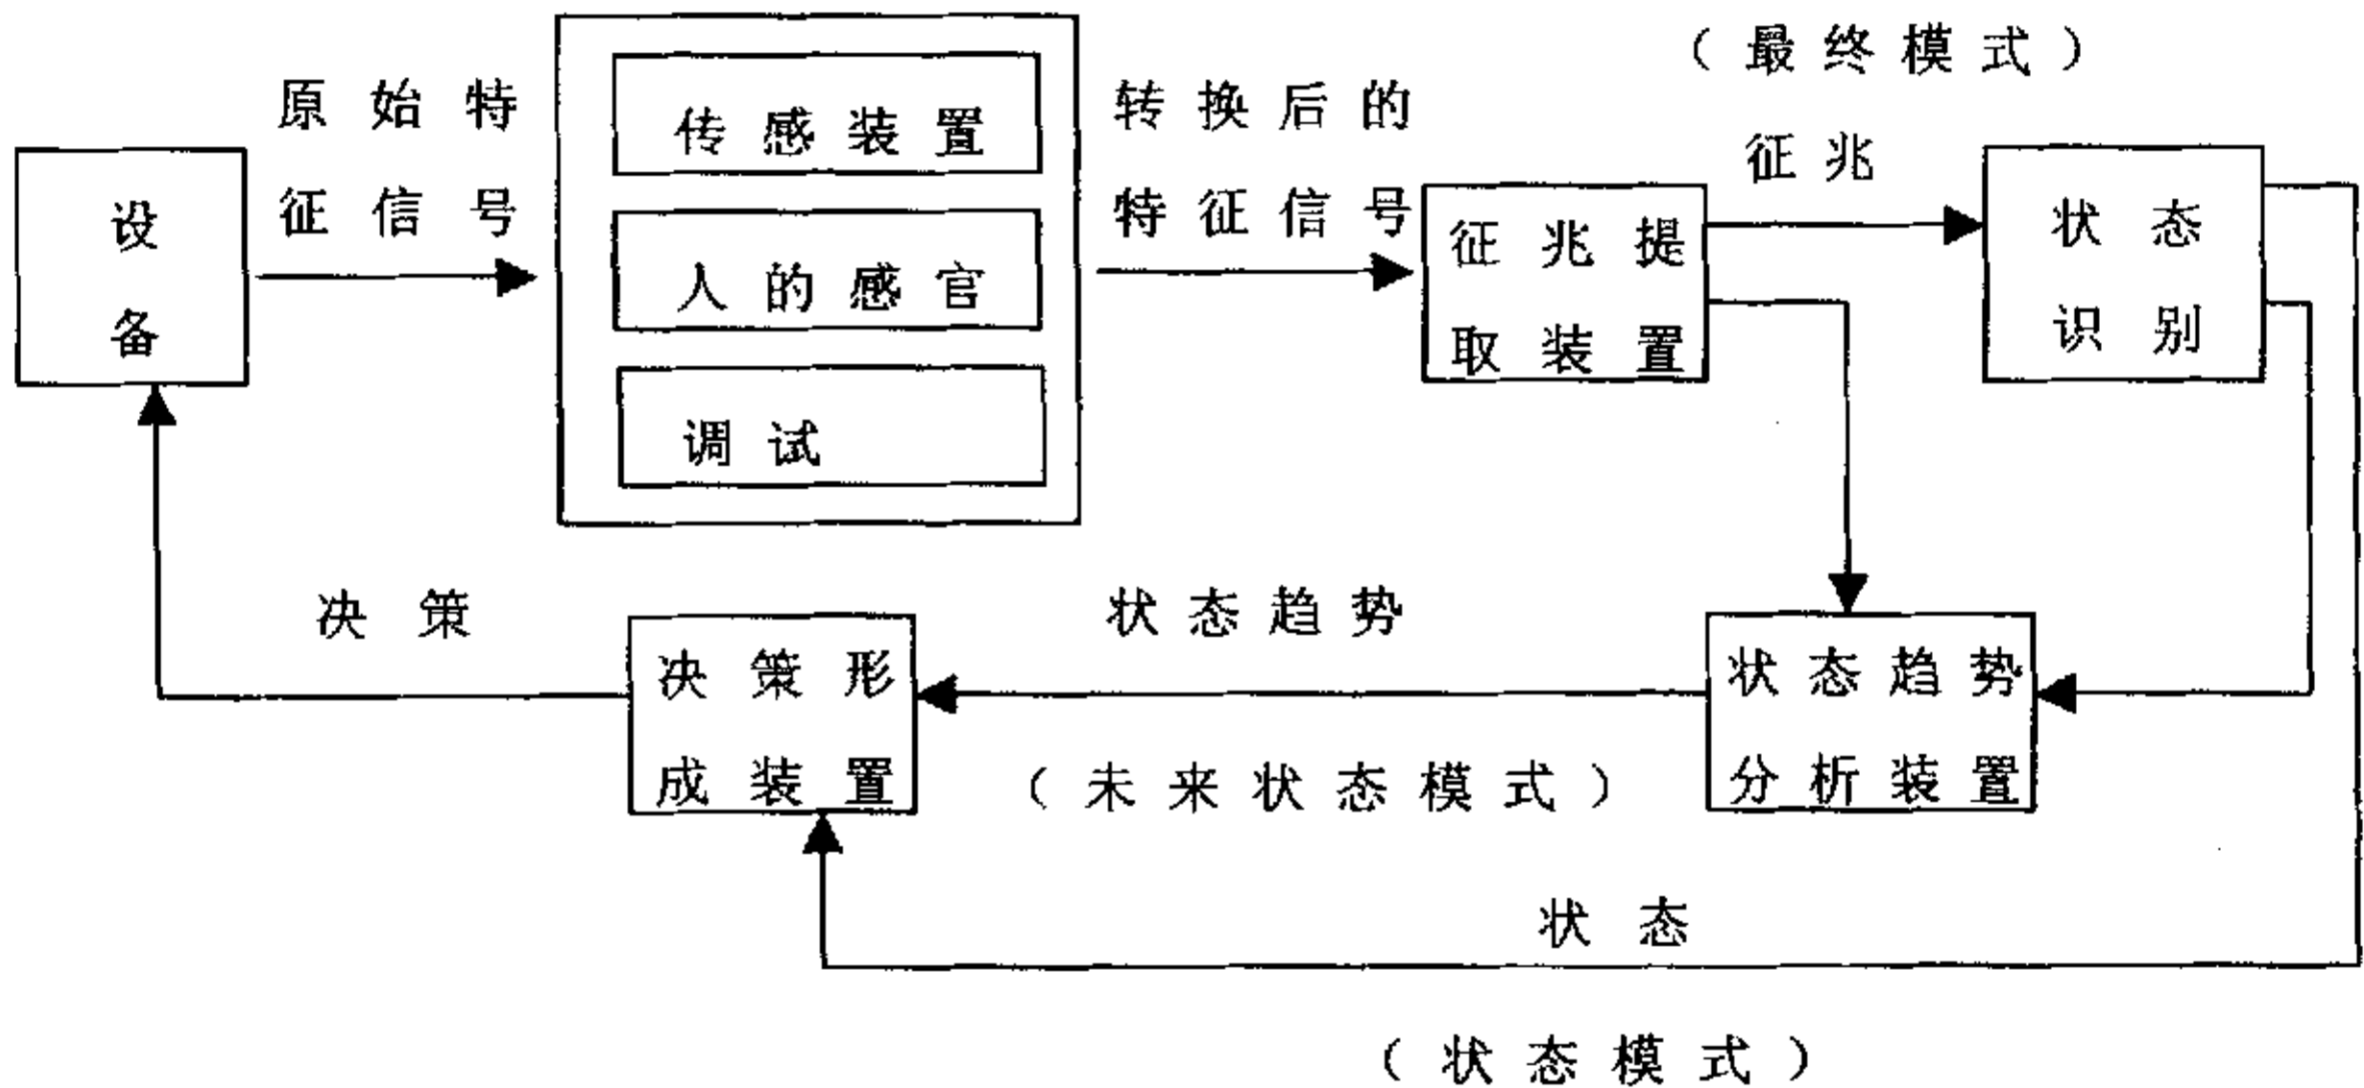 （最终模式）
原始特
征信号
传感装置
人的感官
调试
转换后的
特征信号
征兆
设
备
征兆提
取装置
状态
识别
决策
决策形
成装置
状态趋势
（未来状态模式）
状态趋势
分析装置
状态
（状态模式）